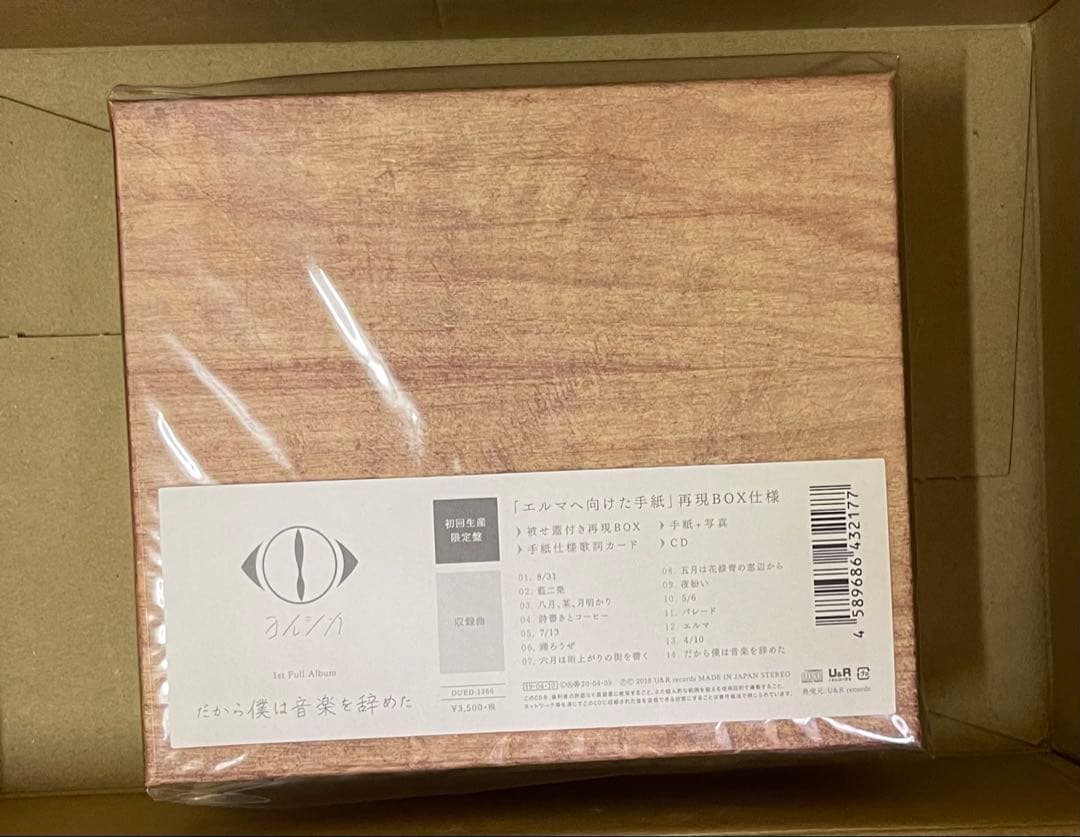 ヨルシカ
1st Full Album
だから僕は音楽を辞めた
初回生産
限定盤
収録曲
DUED-1266
¥3,500+税
「エルマへ向けた手紙」再現BOX仕様
被せ蓋付き再現BOX
手紙+写真
手紙仕様歌詞カード
CD
01. 8/31
02. 藍二乗
03. 八月、某、月明かり
04. 詩書きとコーヒー
05. 7/13
06. 踊ろうぜ
07. 六月は雨上がりの街を書く
08. 五月は花緑青の窓辺から
09. 夜紛い
10. 5/6
11. パレード
12. エルマ
13. 4/10
14. だから僕は音楽を辞めた
19・04・10
20・04・09
U&R records MADE IN JAPAN STEREO
U&R
records
発売元:U&R records
4 589686 432177